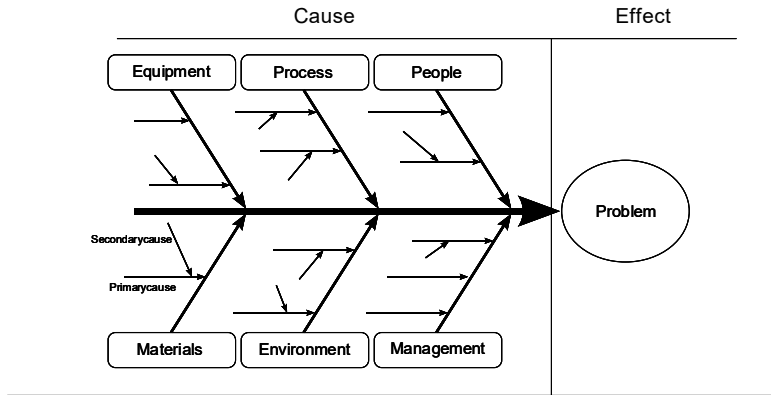 Cause
Effect
Equipment
Process
People
Problem
Secondarycause
Primarycause
Materials
Environment
Management